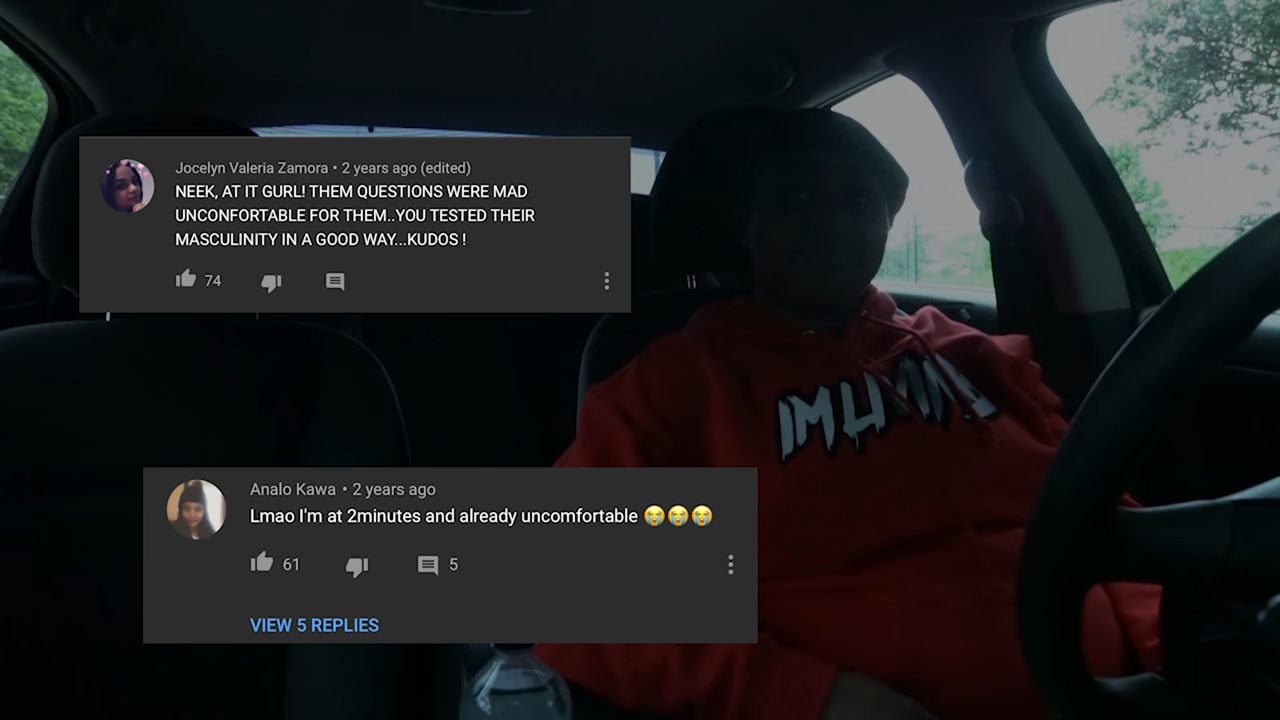 Jocelyn Valeria Zamora • 2 years ago (edited)
NEEK, AT IT GURL! THEM QUESTIONS WERE MAD
UNCONFORTABLE FOR THEM..YOU TESTED THEIR
MASCULINITY IN A GOOD WAY...KUDOS !
74
Analo Kawa • 2 years ago
Lmao I'm at 2minutes and already uncomfortable 😭😭😭
61
5
VIEW 5 REPLIES